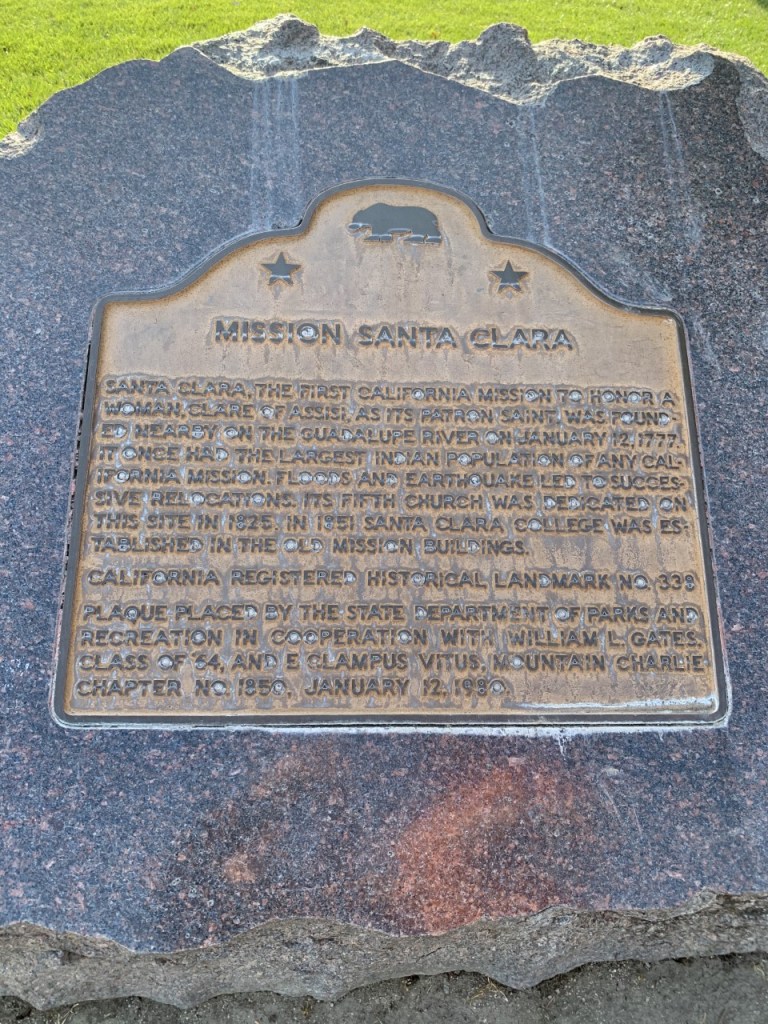 MISSION SANTA CLARA
SANTA CLARA, THE FIRST CALIFORNIA MISSION TO HONOR A
WOMAN, CLARE OF ASSISI, AS ITS PATRON SAINT, WAS FOUND-
ED NEARBY ON THE GUADALUPE RIVER ON JANUARY 12, 1777.
IT ONCE HAD THE LARGEST INDIAN POPULATION OF ANY CAL-
IFORNIA MISSION. FLOODS AND EARTHQUAKE LED TO SUCCES-
SIVE RELOCATIONS. ITS FIFTH CHURCH WAS DEDICATED ON
THIS SITE IN 1825. IN 1851 SANTA CLARA COLLEGE WAS ES-
TABLISHED IN THE OLD MISSION BUILDINGS.
CALIFORNIA REGISTERED HISTORICAL LANDMARK NO. 338
PLAQUE PLACED BY THE STATE DEPARTMENT OF PARKS AND
RECREATION IN COOPERATION WITH WILLIAM L. GATES,
CLASS OF '64, AND E CLAMPUS VITUS, MOUNTAIN CHARLIE
CHAPTER NO. 1850, JANUARY 12, 1980.